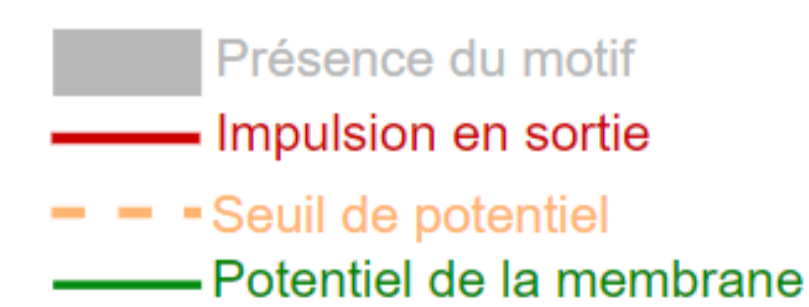 Présence du motif
Impulsion en sortie
Seuil de potentiel
Potentiel de la membrane